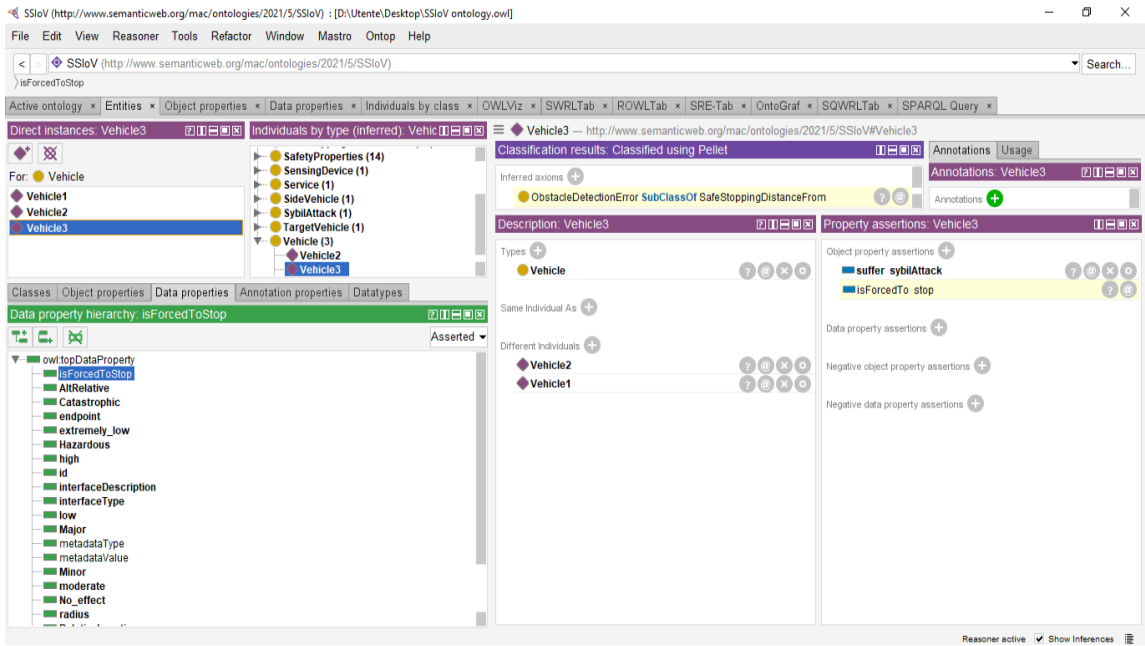 SSIoV (http://www.semanticweb.org/mac/ontologies/2021/5/SSIoV) : [D:\Utente\Desktop\SSIoV ontology.owl]
File Edit View Reasoner Tools Refactor Window Mastro Ontop Help
< > SSIoV (http://www.semanticweb.org/mac/ontologies/2021/5/SSIoV) Search...
isForcedToStop
Active ontology × Entities × Object properties × Data properties × Individuals by class × OWLViz × SWRLTab × ROWLTab × SRE-Tab × OntoGraf × SQWRLTab × SPARQL Query ×
Direct instances: Vehicle3
For: Vehicle
Vehicle1
Vehicle2
Vehicle3
Individuals by type (inferred): Vehic
SafetyProperties (14)
SensingDevice (1)
Service (1)
SideVehicle (1)
SybilAttack (1)
TargetVehicle (1)
Vehicle (3)
Vehicle2
Vehicle3
Classes Object properties Data properties Annotation properties Datatypes
Data property hierarchy: isForcedToStop
Asserted
owl:topDataProperty
isForcedToStop
AltRelative
Catastrophic
endpoint
extremely_low
Hazardous
high
id
interfaceDescription
interfaceType
low
Major
metadataType
metadataValue
Minor
moderate
No_effect
radius
Vehicle3 — http://www.semanticweb.org/mac/ontologies/2021/5/SSIoV#Vehicle3
Classification results: Classified using Pellet
Inferred axioms
ObstacleDetectionError SubClassOf SafeStoppingDistanceFrom
Annotations Usage
Annotations: Vehicle3
Annotations
Description: Vehicle3
Types
Vehicle
Same Individual As
Different Individuals
Vehicle2
Vehicle1
Property assertions: Vehicle3
Object property assertions
suffer sybilAttack
isForcedTo stop
Data property assertions
Negative object property assertions
Negative data property assertions
Reasoner active Show Inferences